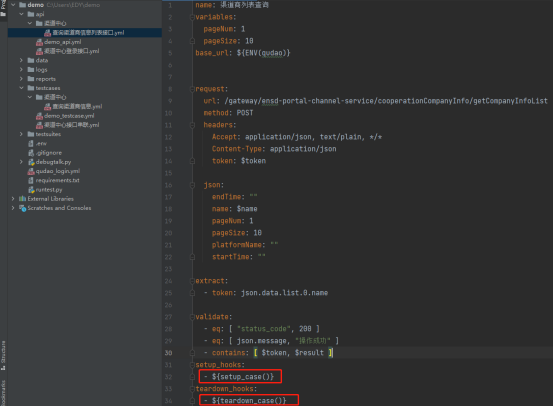 demo C:\Users\EDY\demo
api
渠道中心
查询渠道商信息列表接口.yml
demo_api.yml
渠道中心登录接口.yml
data
logs
reports
testcases
渠道中心
查询渠道商信息.yml
demo_testcase.yml
渠道中心接口串联.yml
testsuites
.env
.gitignore
debugtalk.py
qudao_login.yml
requirements.txt
runtest.py
External Libraries
Scratches and Consoles
Structure
Bookmarks
name: 渠道商列表查询
variables:
pageNum: 1
pageSize: 10
base_url: ${ENV(qudao)}
request:
url: /gateway/ensd-portal-channel-service/cooperationCompanyInfo/getCompanyInfoList
method: POST
headers:
Accept: application/json, text/plain, */*
Content-Type: application/json
token: $token
json:
endTime: ""
name: $name
pageNum: 1
pageSize: 10
platformName: ""
startTime: ""
extract:
- token: json.data.list.0.name
validate:
- eq: [ "status_code", 200 ]
- eq: [ json.message, "操作成功" ]
- contains: [ $token, $result ]
setup_hooks:
- ${setup_case()}
teardown_hooks:
- ${teardown_case()}